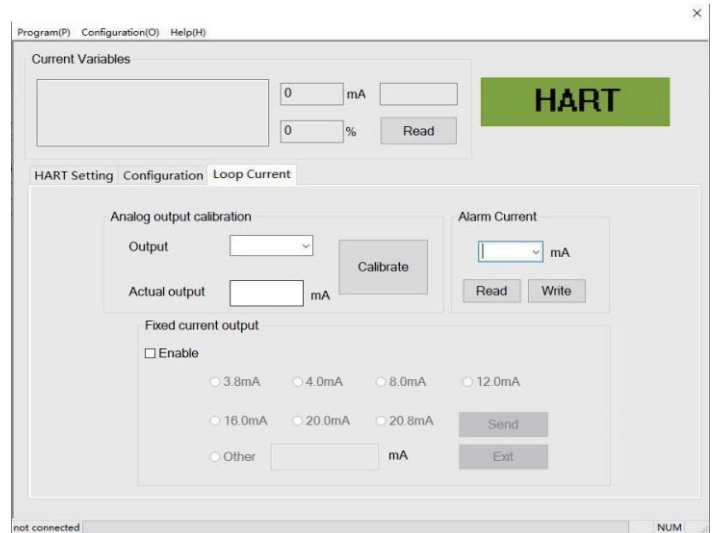 Program(P) Configuration(O) Help(H)
Current Variables
0 mA
HART
0 % Read
HART Setting Configuration Loop Current
Analog output calibration
Alarm Current
Output
mA
Calibrate
Actual output mA
Read Write
Fixed current output
Enable
3.8mA 4.0mA 8.0mA 12.0mA
16.0mA 20.0mA 20.8mA Send
Other mA Exit
not connected NUM